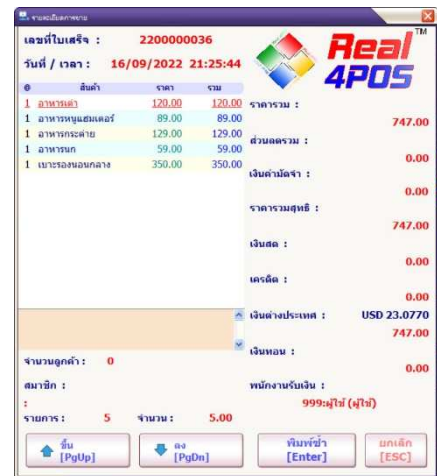 รายละเอียดการขาย
เลขที่ใบเสร็จ : 2200000036
วันที่ / เวลา : 16/09/2022 21:25:44
Real™
4POS
@ สินค้า ราคา รวม
1 อาหารเต่า 120.00 120.00
1 อาหารหนูแฮมเตอร์ 89.00 89.00
1 อาหารกระต่าย 129.00 129.00
1 อาหารนก 59.00 59.00
1 เบาะรองนอนกลาง 350.00 350.00
ราคารวม :
747.00
ส่วนลดรวม :
0.00
เงินค่ามัดจำ :
0.00
ราคารวมสุทธิ :
747.00
เงินสด :
0.00
เครดิต :
0.00
เงินต่างประเทศ : USD 23.0770
747.00
เงินทอน :
0.00
จำนวนลูกค้า : 0
สมาชิก :
:
รายการ : 5 จำนวน : 5.00
พนักงานรับเงิน :
999:ผู้ใช้ (ผู้ใช้)
ขึ้น
[PgUp]
ลง
[PgDn]
พิมพ์ซ้ำ
[Enter]
ยกเลิก
[ESC]